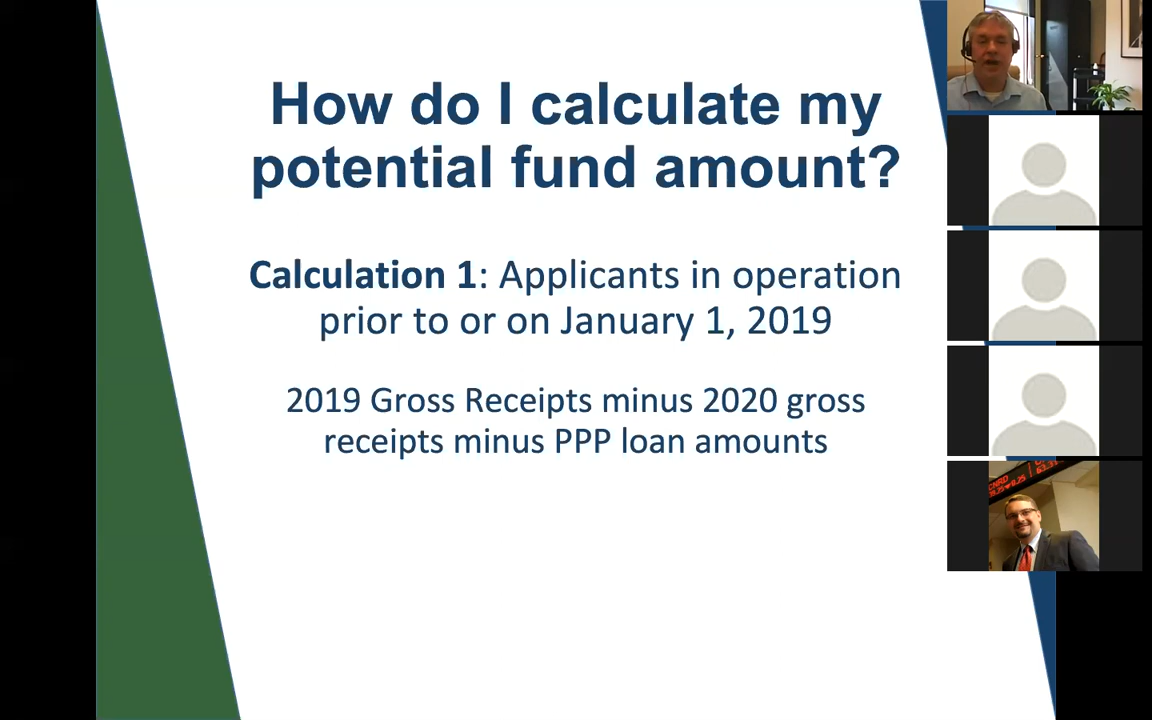 How do I calculate my
potential fund amount?
Calculation 1: Applicants in operation
prior to or on January 1, 2019
2019 Gross Receipts minus 2020 gross
receipts minus PPP loan amounts